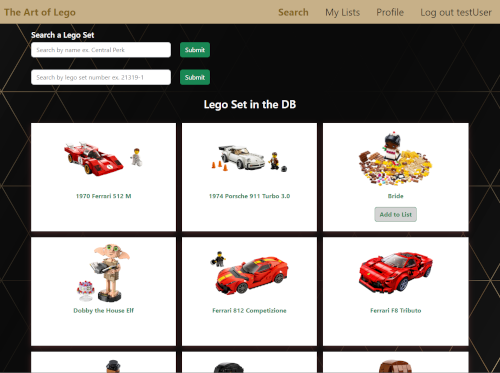 The Art of Lego
Search My Lists Profile Log out testUser
Search a Lego Set
Search by name ex. Central Perk Submit
Search by lego set number ex: 21319-1 Submit
Lego Set in the DB
1970 Ferrari 512 M
1974 Porsche 911 Turbo 3.0
Bride
Add to List
Dobby the House Elf
Ferrari 812 Competizione
Ferrari F8 Tributo